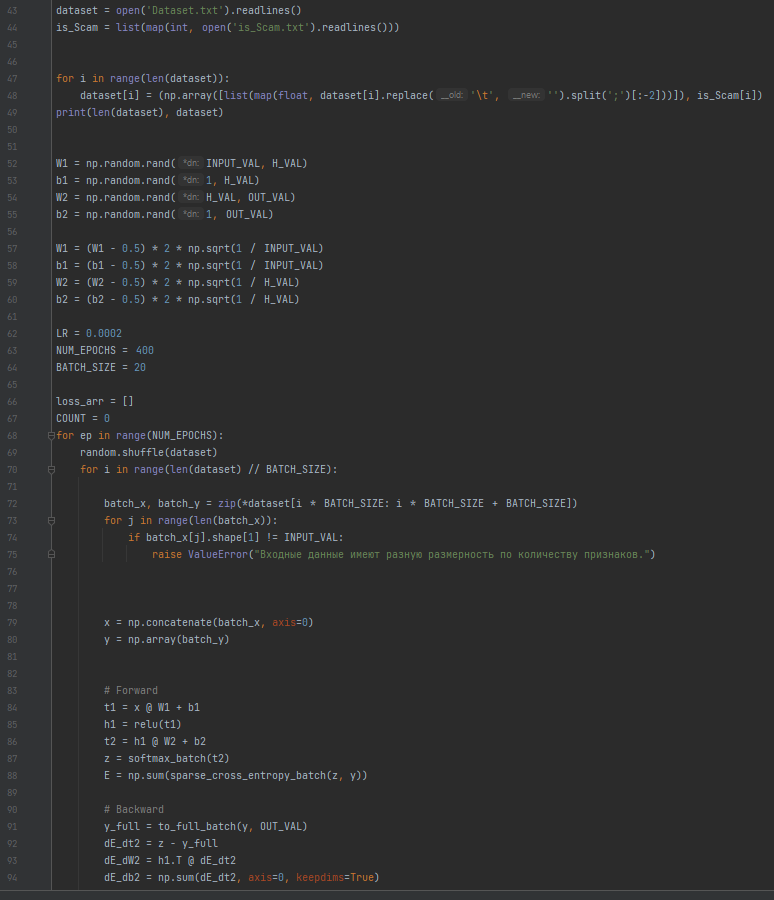 43 dataset = open('Dataset.txt').readlines()
44 is_Scam = list(map(int, open('is_Scam.txt').readlines()))
45
46
47 for i in range(len(dataset)):
48 dataset[i] = (np.array([list(map(float, dataset[i].replace( __old: '\t', __new: '').split(';')[:-2]))]), is_Scam[i])
49 print(len(dataset), dataset)
50
51
52 W1 = np.random.rand( *dn: INPUT_VAL, H_VAL)
53 b1 = np.random.rand( *dn: 1, H_VAL)
54 W2 = np.random.rand( *dn: H_VAL, OUT_VAL)
55 b2 = np.random.rand( *dn: 1, OUT_VAL)
56
57 W1 = (W1 - 0.5) * 2 * np.sqrt(1 / INPUT_VAL)
58 b1 = (b1 - 0.5) * 2 * np.sqrt(1 / INPUT_VAL)
59 W2 = (W2 - 0.5) * 2 * np.sqrt(1 / H_VAL)
60 b2 = (b2 - 0.5) * 2 * np.sqrt(1 / H_VAL)
61
62 LR = 0.0002
63 NUM_EPOCHS = 400
64 BATCH_SIZE = 20
65
66 loss_arr = []
67 COUNT = 0
68 for ep in range(NUM_EPOCHS):
69 random.shuffle(dataset)
70 for i in range(len(dataset) // BATCH_SIZE):
71
72 batch_x, batch_y = zip(*dataset[i * BATCH_SIZE: i * BATCH_SIZE + BATCH_SIZE])
73 for j in range(len(batch_x)):
74 if batch_x[j].shape[1] != INPUT_VAL:
75 raise ValueError("Входные данные имеют разную размерность по количеству признаков.")
76
77
78
79 x = np.concatenate(batch_x, axis=0)
80 y = np.array(batch_y)
81
82
83 # Forward
84 t1 = x @ W1 + b1
85 h1 = relu(t1)
86 t2 = h1 @ W2 + b2
87 z = softmax_batch(t2)
88 E = np.sum(sparse_cross_entropy_batch(z, y))
89
90 # Backward
91 y_full = to_full_batch(y, OUT_VAL)
92 dE_dt2 = z - y_full
93 dE_dW2 = h1.T @ dE_dt2
94 dE_db2 = np.sum(dE_dt2, axis=0, keepdims=True)